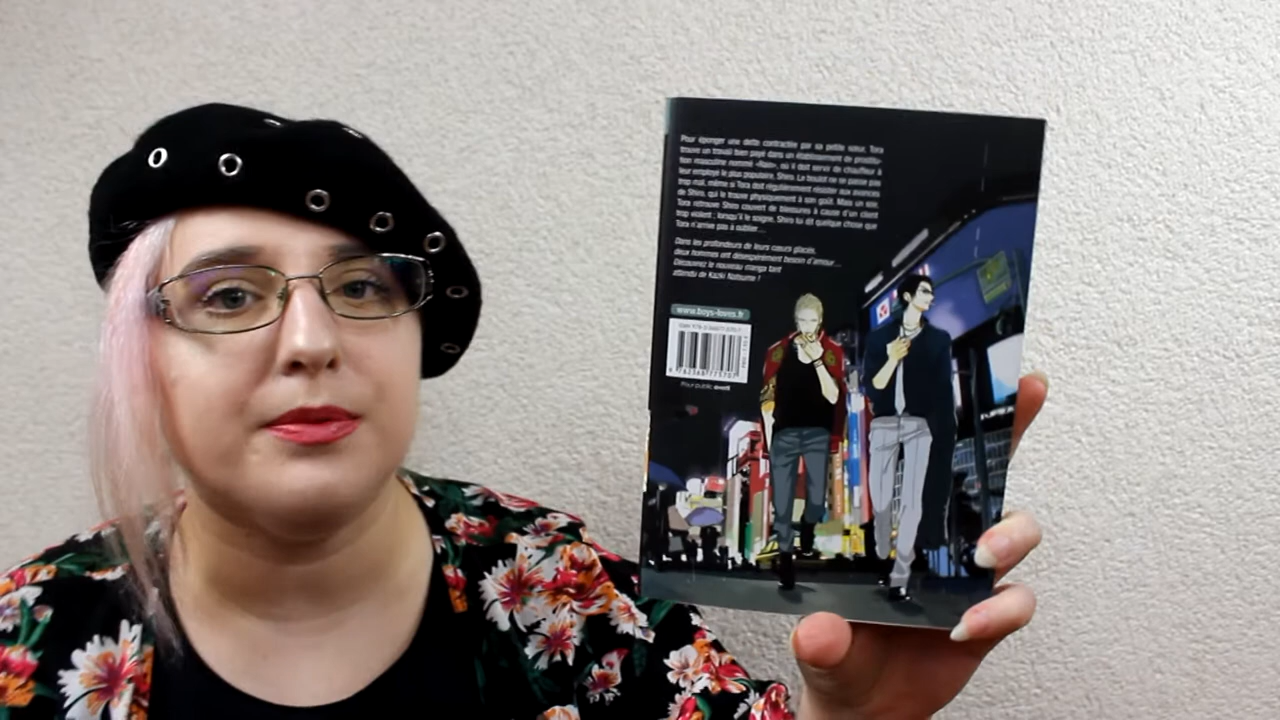 Pour éponger une dette contractée par sa petite sœur, Tora
trouve un travail bien payé dans un établissement de prostitu-
tion masculine nommé «Rain», où il doit servir de chauffeur à
leur employé le plus populaire, Shiro. Le boulot ne se passe pas
trop mal, même si Tora doit régulièrement résister aux avances
de Shiro, qui le trouve physiquement à son goût. Mais un soir,
Tora retrouve Shiro couvert de blessures à cause d'un client
trop violent ; lorsqu'il le soigne, Shiro lui dit quelque chose que
Tora n'arrive pas à oublier...
Dans les profondeurs de leurs cœurs glacés,
deux hommes ont désespérément besoin d'amour...
Découvrez le nouveau manga tant
attendu de Kazki Natsume !
www.boys-loves.fr
9 782368 775707
Pour public averti